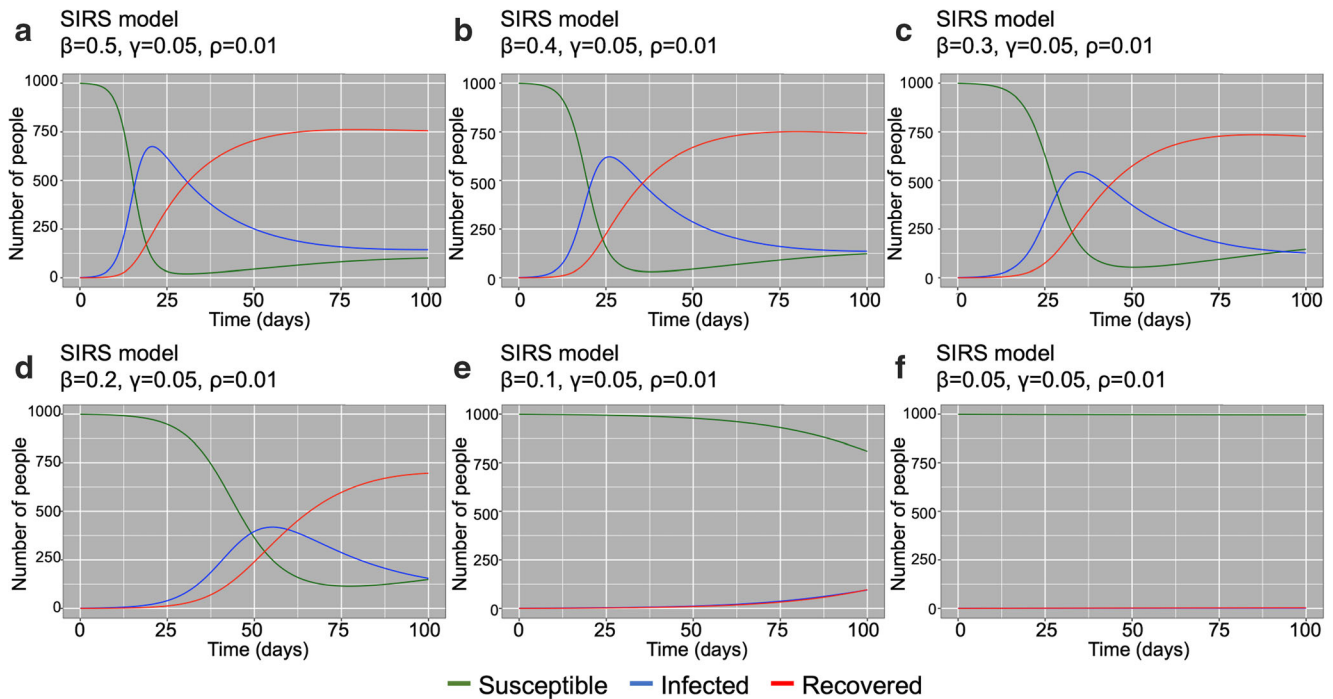 a
SIRS model
β=0.5, γ=0.05, ρ=0.01
Number of people
1000
750
500
250
0
0 25 50 75 100
Time (days)
b
SIRS model
β=0.4, γ=0.05, ρ=0.01
Number of people
1000
750
500
250
0
0 25 50 75 100
Time (days)
c
SIRS model
β=0.3, γ=0.05, ρ=0.01
Number of people
1000
750
500
250
0
0 25 50 75 100
Time (days)
d
SIRS model
β=0.2, γ=0.05, ρ=0.01
Number of people
1000
750
500
250
0
0 25 50 75 100
Time (days)
e
SIRS model
β=0.1, γ=0.05, ρ=0.01
Number of people
1000
750
500
250
0
0 25 50 75 100
Time (days)
f
SIRS model
β=0.05, γ=0.05, ρ=0.01
Number of people
1000
750
500
250
0
0 25 50 75 100
Time (days)
Susceptible Infected Recovered